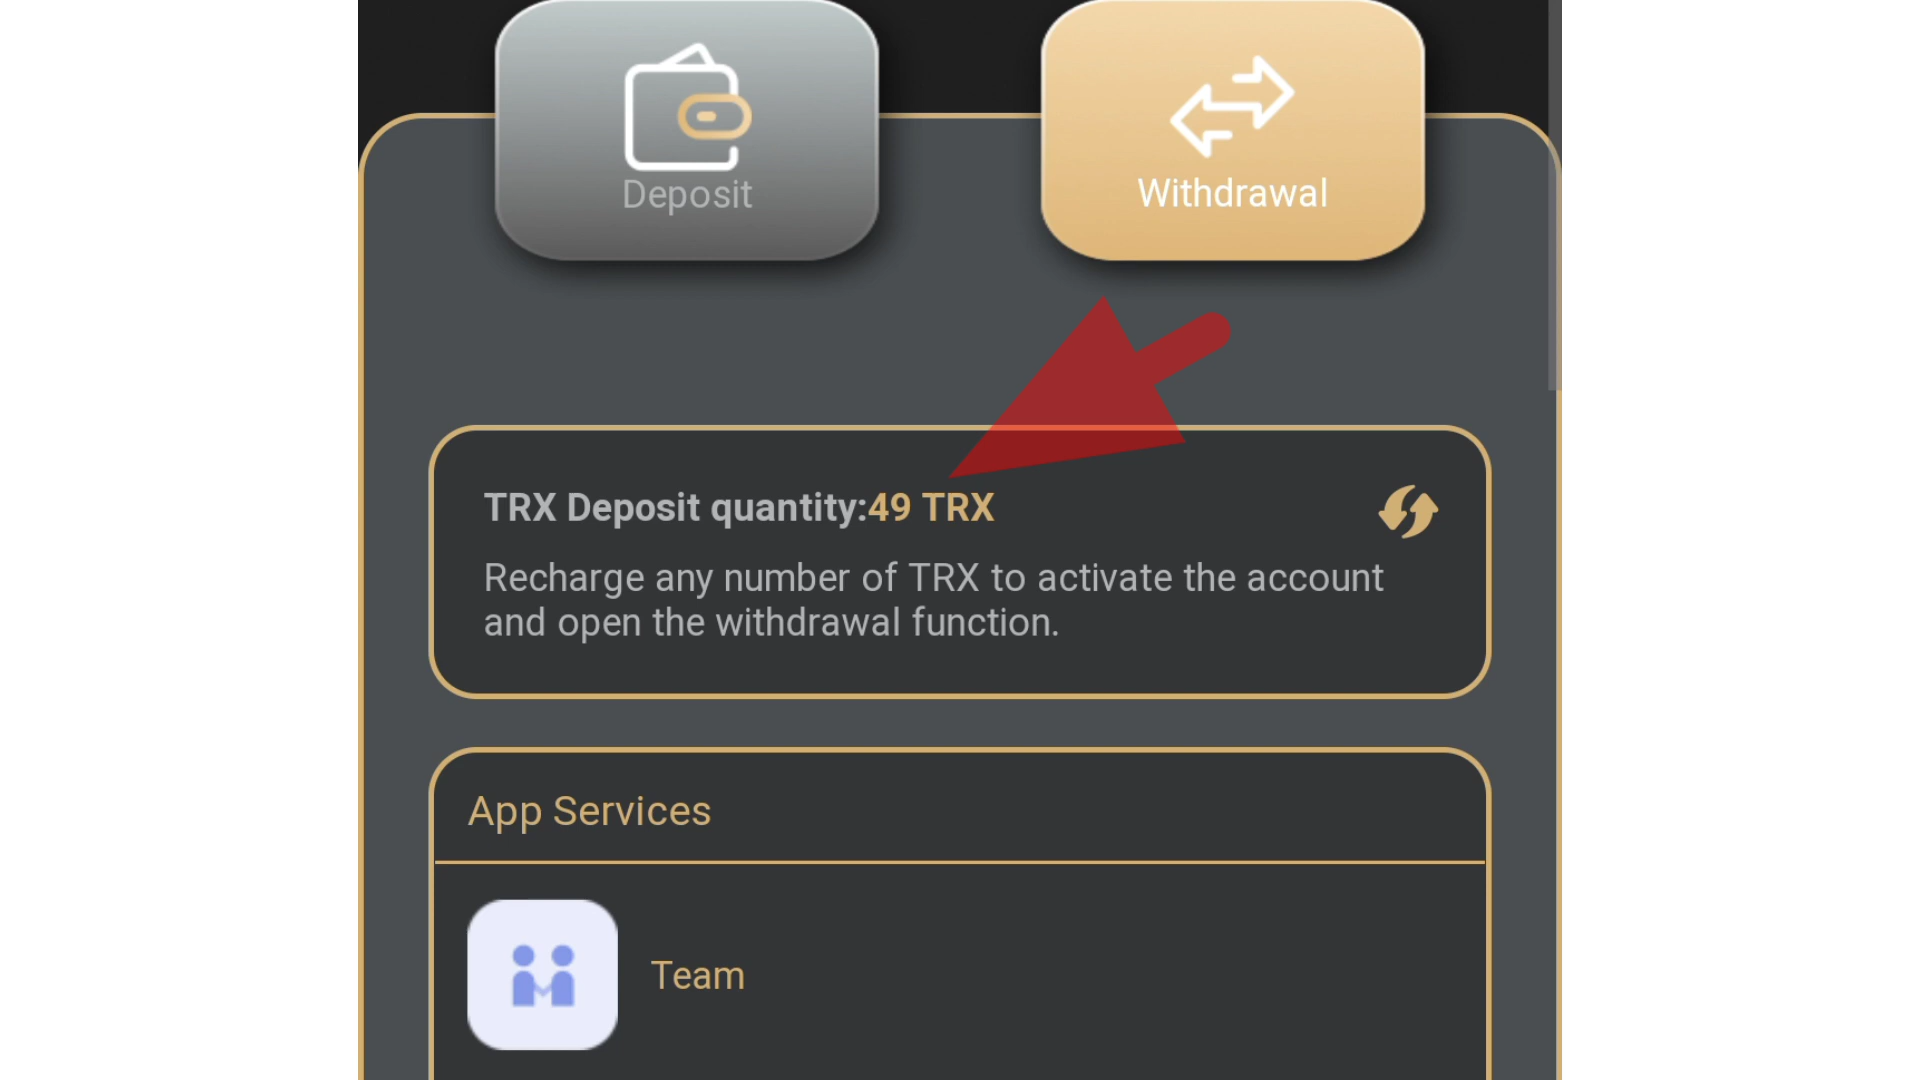 Deposit
Withdrawal
TRX Deposit quantity:49 TRX
Recharge any number of TRX to activate the account
and open the withdrawal function.
App Services
Team